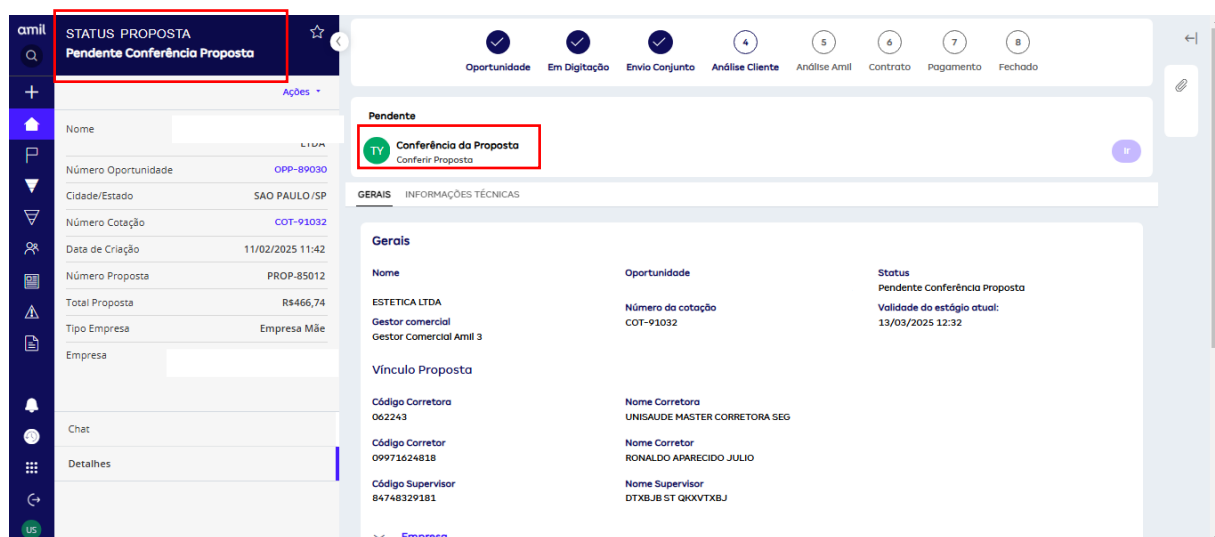 amil
STATUS PROPOSTA
Pendente Conferência Proposta
Ações
Nome
LTDA
Número Oportunidade OPP-89030
Cidade/Estado SAO PAULO/SP
Número Cotação COT-91032
Data de Criação 11/02/2025 11:42
Número Proposta PROP-85012
Total Proposta R$466,74
Tipo Empresa Empresa Mãe
Empresa
Chat
Detalhes
US
4 5 6 7 8
Oportunidade Em Digitação Envio Conjunto Análise Cliente Análise Amil Contrato Pagamento Fechado
Pendente
TY Conferência da Proposta
Conferir Proposta
Ir
GERAIS INFORMAÇÕES TÉCNICAS
Gerais
Nome Oportunidade Status
Pendente Conferência Proposta
ESTETICA LTDA Número da cotação Validade do estágio atual:
Gestor comercial COT-91032 13/03/2025 12:32
Gestor Comercial Amil 3
Vínculo Proposta
Código Corretora Nome Corretora
062243 UNISAUDE MASTER CORRETORA SEG
Código Corretor Nome Corretor
09971624818 RONALDO APARECIDO JULIO
Código Supervisor Nome Supervisor
84748329181 DTXBJB ST QKXVTXBJ
Empresa